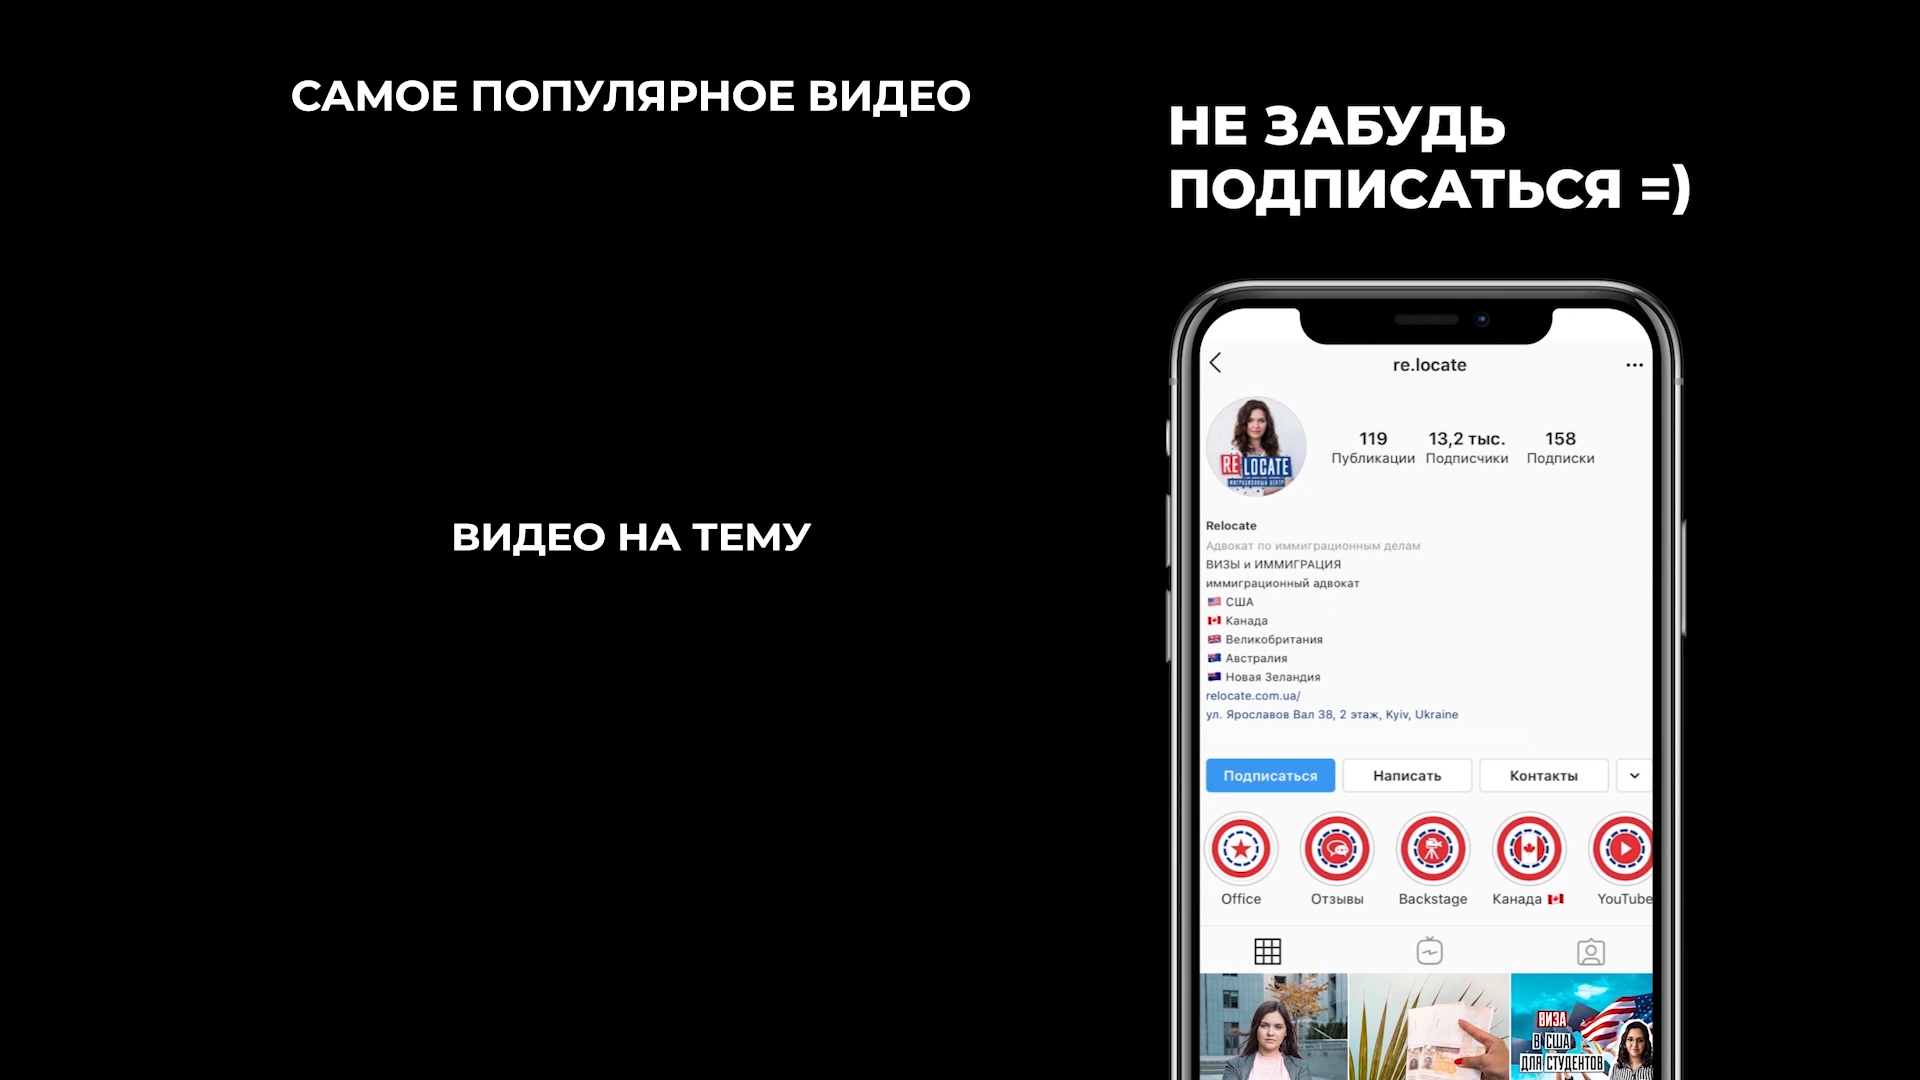 САМОЕ ПОПУЛЯРНОЕ ВИДЕО
ВИДЕО НА ТЕМУ
НЕ ЗАБУДЬ
ПОДПИСАТЬСЯ =)
re.locate
RELOCATE
МИГРАЦИОННЫЙ ЦЕНТР
119 13,2 тыс. 158
Публикации Подписчики Подписки
Relocate
Адвокат по иммиграционным делам
ВИЗЫ и ИММИГРАЦИЯ
иммиграционный адвокат
🇺🇸 США
🇨🇦 Канада
🇬🇧 Великобритания
🇦🇺 Австралия
🇳🇿 Новая Зеландия
relocate.com.ua/
ул. Ярославов Вал 38, 2 этаж, Kyiv, Ukraine
Подписаться Написать Контакты
Office Отзывы Backstage Канада 🇨🇦 YouTube
ВИЗА
В США
ДЛЯ СТУДЕНТОВ